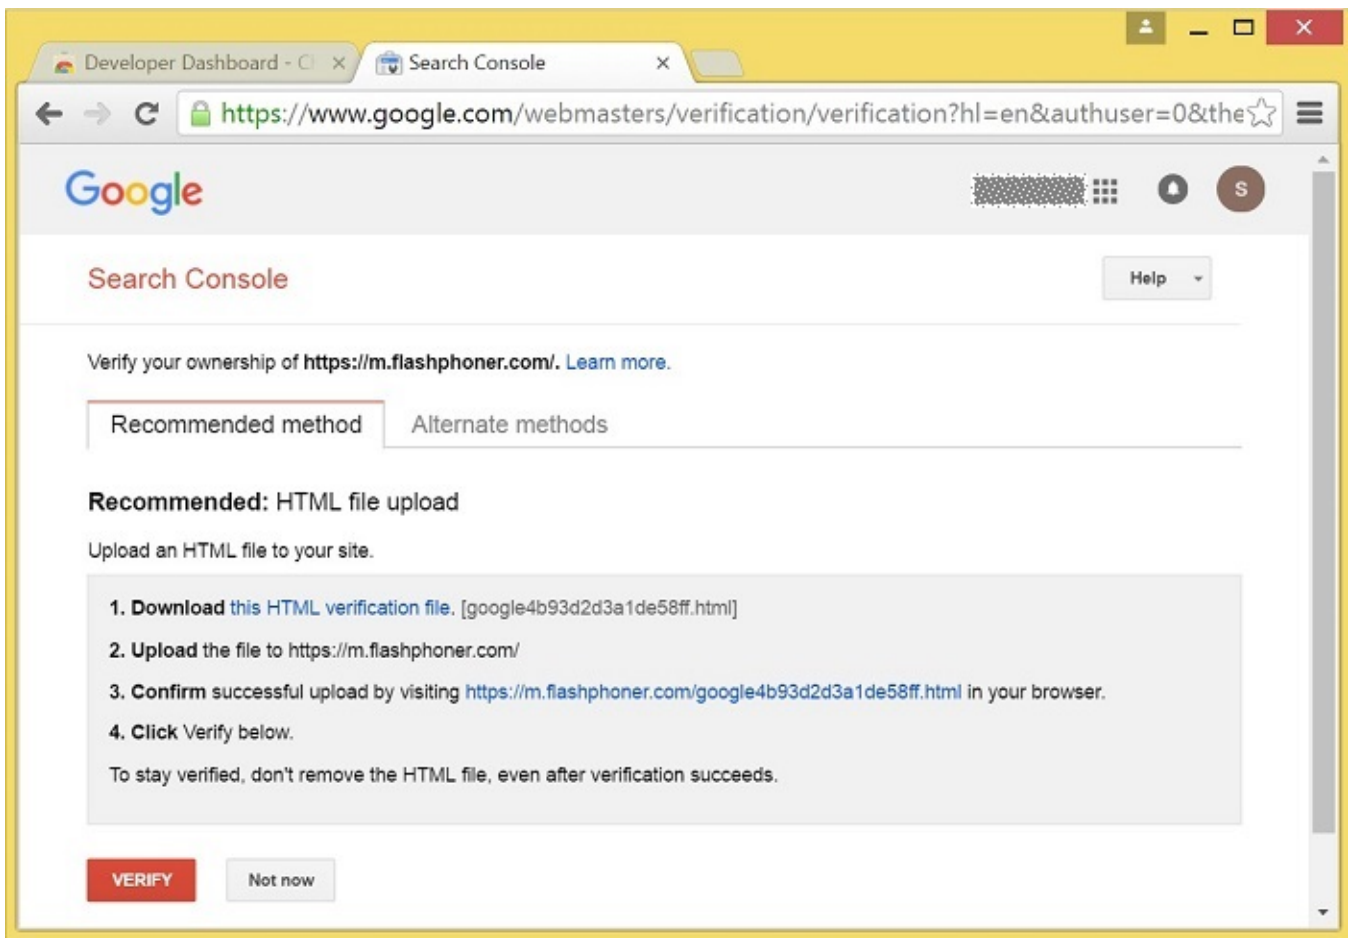 Developer Dashboard - C
Search Console
https://www.google.com/webmasters/verification/verification?hl=en&authuser=0&the
Google
S
Search Console
Help
Verify your ownership of https://m.flashphoner.com/. Learn more.
Recommended method
Alternate methods
Recommended: HTML file upload
Upload an HTML file to your site.
1. Download this HTML verification file. [google4b93d2d3a1de58ff.html]
2. Upload the file to https://m.flashphoner.com/
3. Confirm successful upload by visiting https://m.flashphoner.com/google4b93d2d3a1de58ff.html in your browser.
4. Click Verify below.
To stay verified, don't remove the HTML file, even after verification succeeds.
VERIFY
Not now